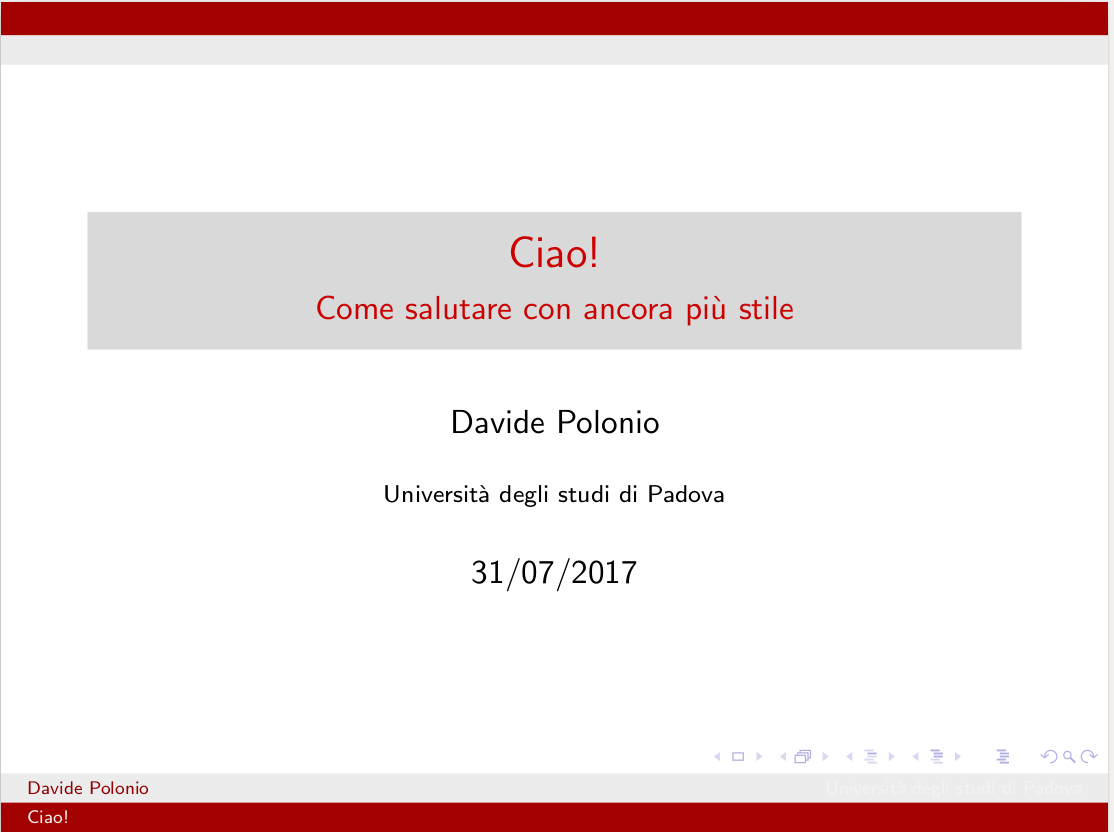 Ciao!
Come salutare con ancora più stile
Davide Polonio
Università degli studi di Padova
31/07/2017
Davide Polonio
Università degli studi di Padova
Ciao!